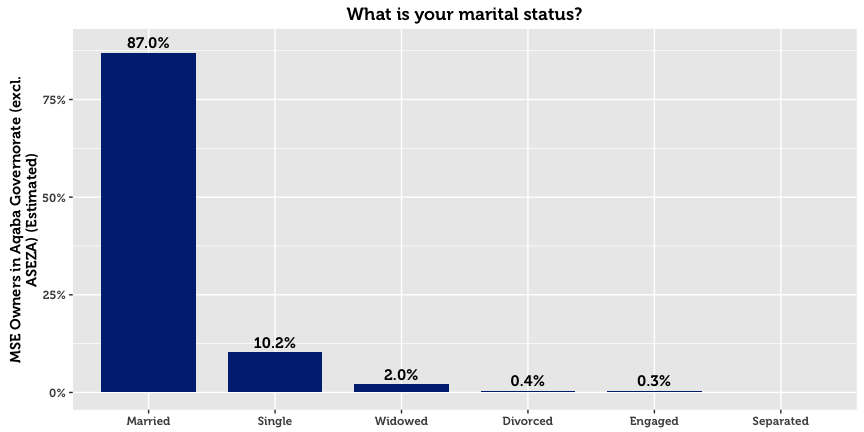 What is your marital status?
MSE Owners in Aqaba Governorate (excl.
ASEZA) (Estimated)
75%
50%
25%
0%
87.0%
10.2%
2.0%
0.4%
0.3%
Married
Single
Widowed
Divorced
Engaged
Separated